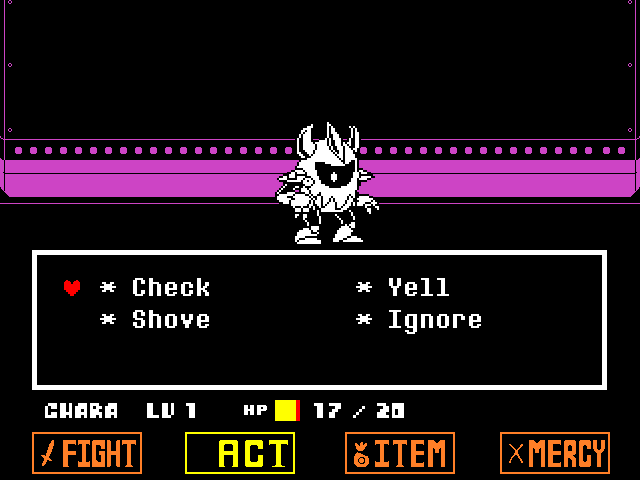 * Check * Yell
* Shove * Ignore
CHARA LV 1 HP 17 / 20
FIGHT ACT ITEM MERCY